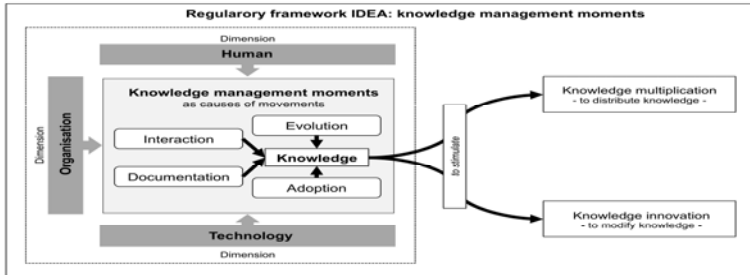 Regularory framework IDEA: knowledge management moments
Dimension
Human
Dimension
Organisation
Knowledge management moments
as causes of movements
Interaction
Evolution
Knowledge
Documentation
Adoption
Technology
Dimension
to stimulate
Knowledge multiplication
- to distribute knowledge -
Knowledge innovation
- to modify knowledge -